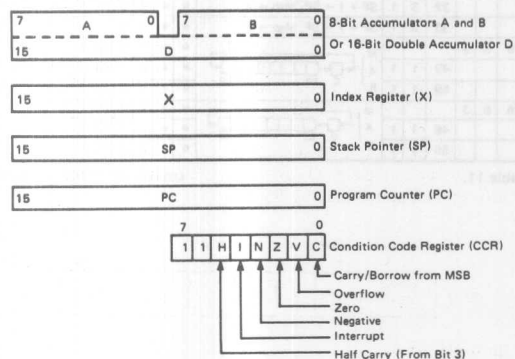 7 A 0 7 B 0 8-Bit Accumulators A and B
15 D 0 Or 16-Bit Double Accumulator D
15 X 0 Index Register (X)
15 SP 0 Stack Pointer (SP)
15 PC 0 Program Counter (PC)
7 0
1 1 H I N Z V C Condition Code Register (CCR)
Carry/Borrow from MSB
Overflow
Zero
Negative
Interrupt
Half Carry (From Bit 3)